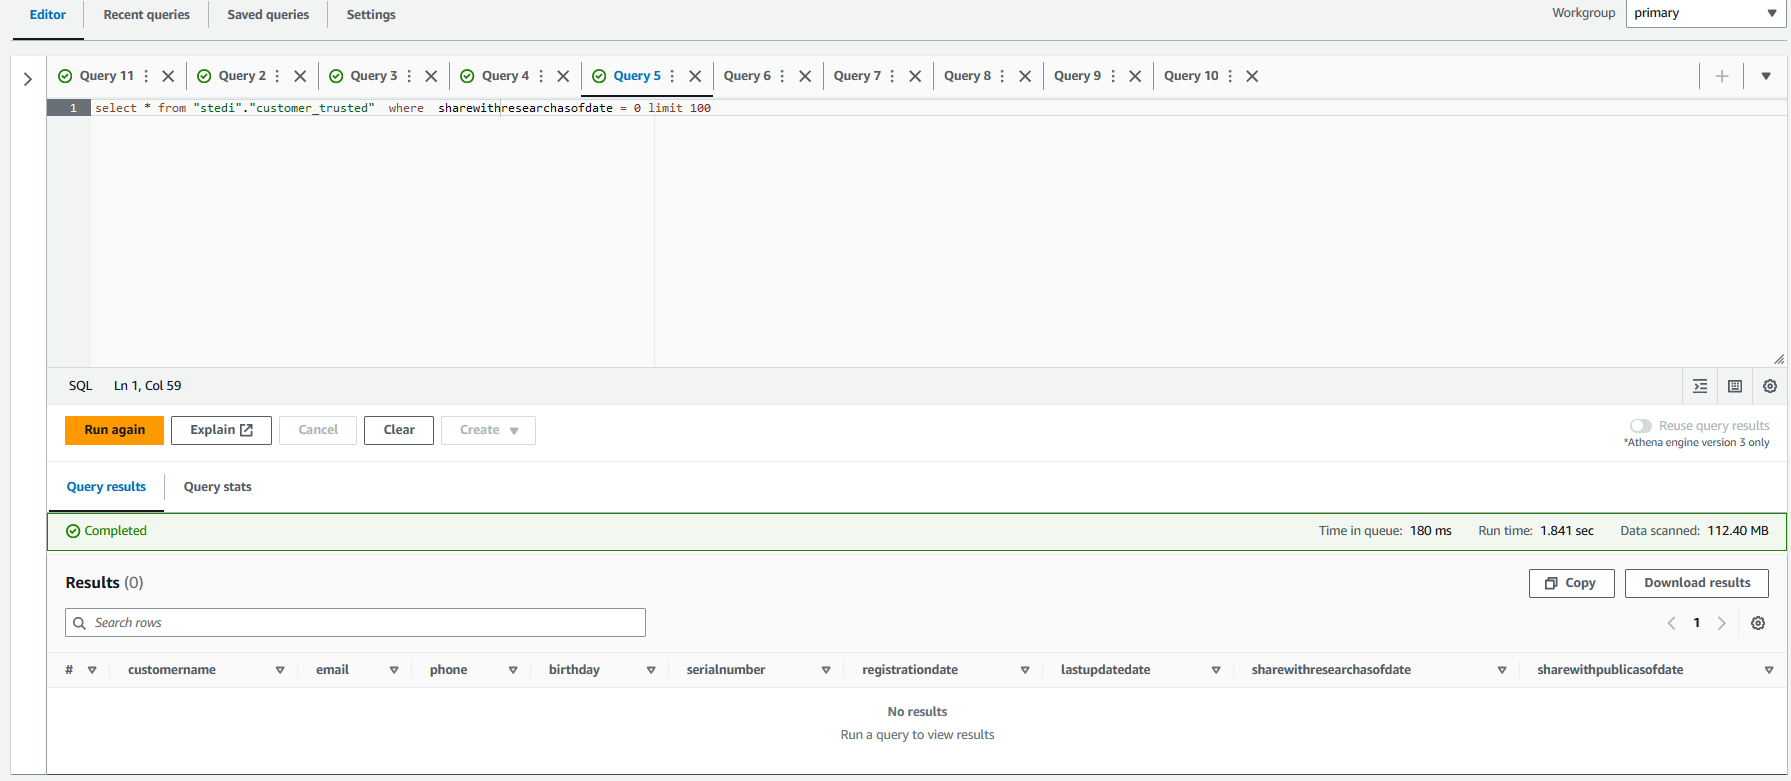 Editor Recent queries Saved queries Settings Workgroup primary
Query 11 Query 2 Query 3 Query 4 Query 5 Query 6 Query 7 Query 8 Query 9 Query 10
1 select * from "stedi"."customer_trusted"  where  sharewithresearchasofdate = 0 limit 100
SQL Ln 1, Col 59
Run again Explain Cancel Clear Create Reuse query results
*Athena engine version 3 only
Query results Query stats
Completed Time in queue: 180 ms Run time: 1.841 sec Data scanned: 112.40 MB
Results (0) Copy Download results
Search rows 1
# customername email phone birthday serialnumber registrationdate lastupdatedate sharewithresearchasofdate sharewithpublicasofdate
No results
Run a query to view results